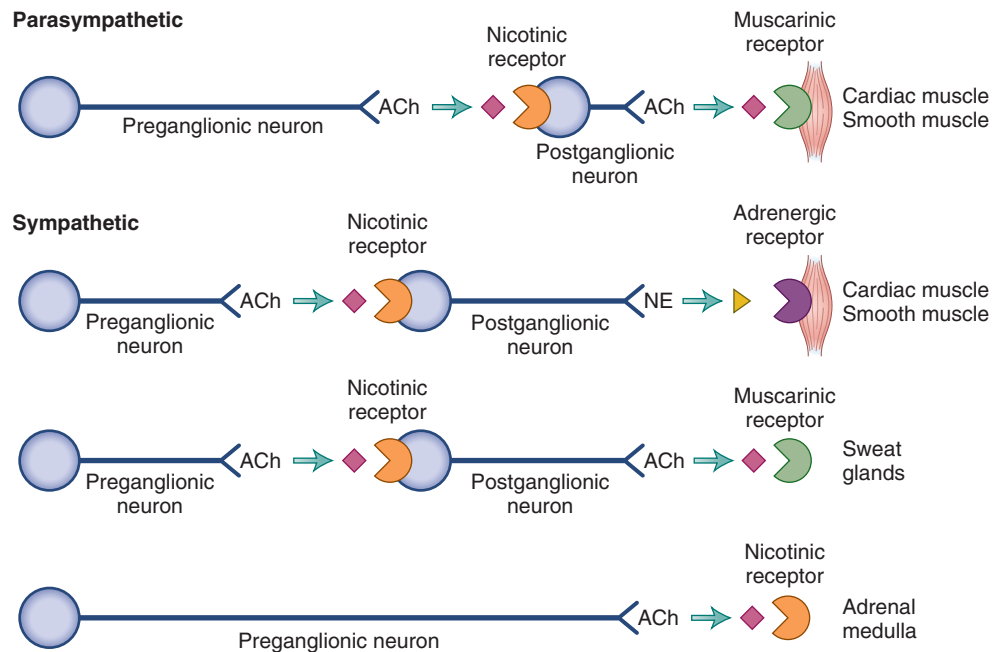 Parasympathetic
Nicotinic
receptor
Muscarinic
receptor
Preganglionic neuron
ACh
Postganglionic
neuron
ACh
Cardiac muscle
Smooth muscle
Sympathetic
Nicotinic
receptor
Adrenergic
receptor
Preganglionic
neuron
ACh
Postganglionic
neuron
NE
Cardiac muscle
Smooth muscle
Nicotinic
receptor
Muscarinic
receptor
Preganglionic
neuron
ACh
Postganglionic
neuron
ACh
Sweat
glands
Nicotinic
receptor
Preganglionic neuron
ACh
Adrenal
medulla